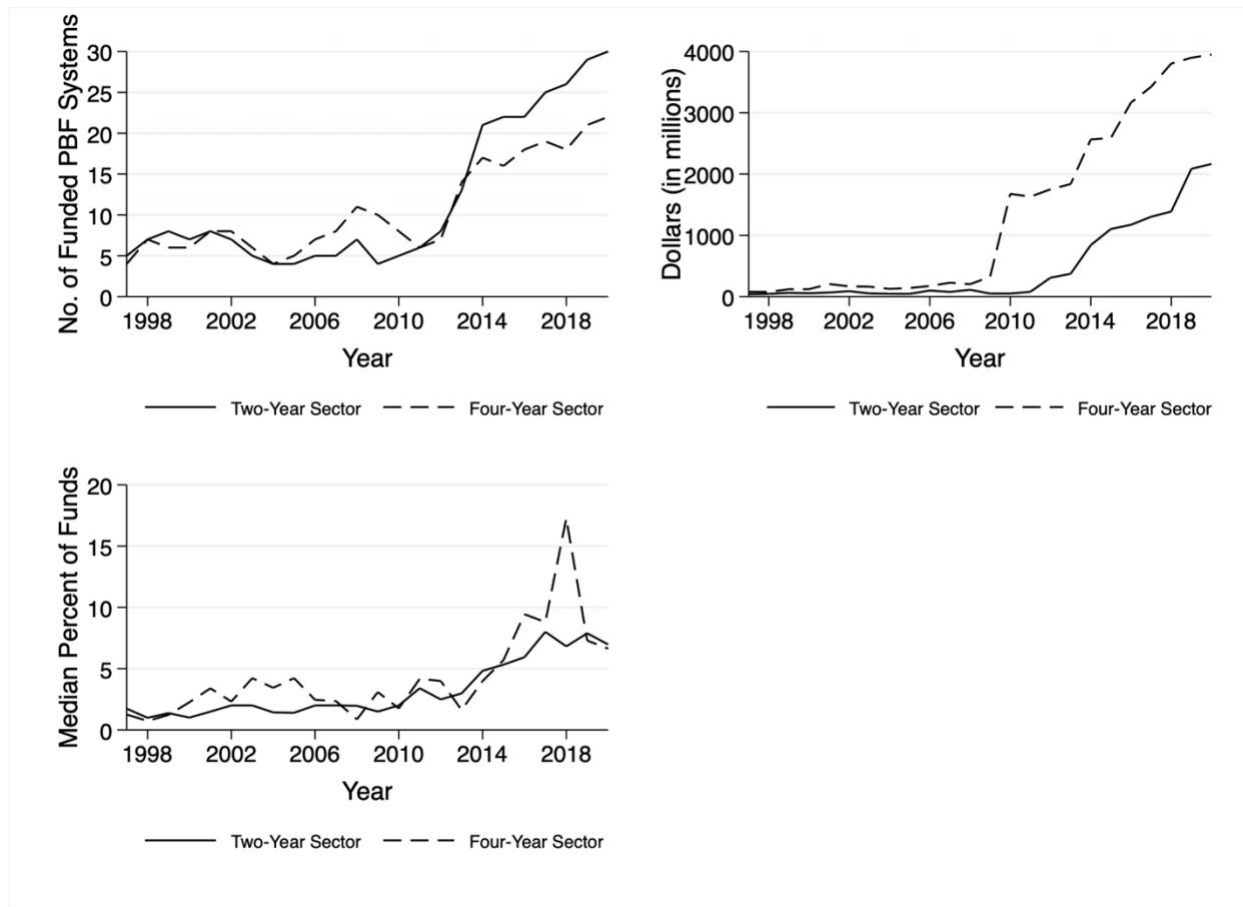 No. of Funded PBF Systems
30
25
20
15
10
5
0
1998 2002 2006 2010 2014 2018
Year
Two-Year Sector Four-Year Sector
Dollars (in millions)
4000
3000
2000
1000
0
1998 2002 2006 2010 2014 2018
Year
Two-Year Sector Four-Year Sector
Median Percent of Funds
20
15
10
5
0
1998 2002 2006 2010 2014 2018
Year
Two-Year Sector Four-Year Sector